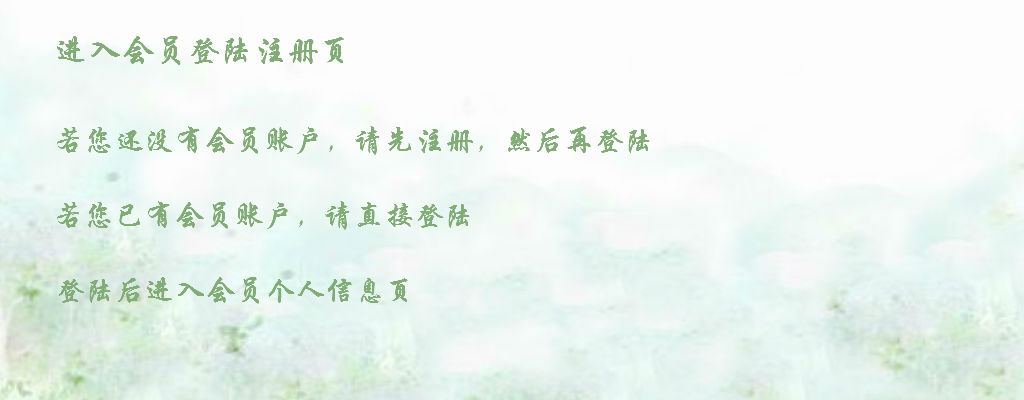 进入会员登陆注册页
若您还没有会员账户，请先注册，然后再登陆
若您已有会员账户，请直接登陆
登陆后进入会员个人信息页